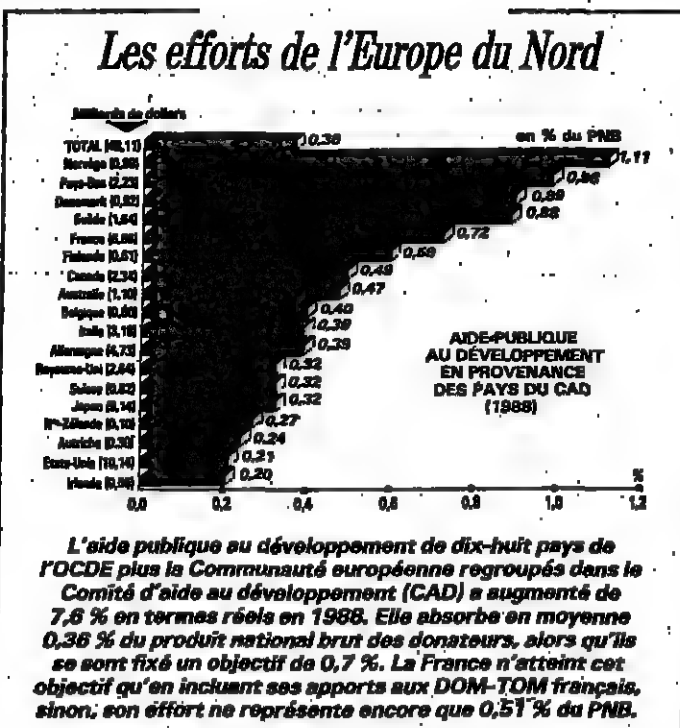 Les efforts de l'Europe du Nord
Milliards de dollars
en % du PNB
TOTAL [48,11] 0,36
Norvège [0,98] 1,11
Pays-Bas [2,23] 0,98
Danemark [0,92] 0,89
Suède [1,54] 0,88
France 0,72
Finlande [0,61] 0,59
Canada [2,34] 0,49
Australie [1,10] 0,47
Belgique 0,40
Italie 0,39
Allemagne [4,73] 0,39
Royaume-Uni [2,64] 0,32
Suisse [0,62] 0,32
Japon [9,14] 0,32
Nlle-Zélande [0,10] 0,27
Autriche [0,30] 0,24
États-Unis [10,14] 0,21
Irlande 0,20
AIDE-PUBLIQUE
AU DÉVELOPPEMENT
EN PROVENANCE
DES PAYS DU CAD
(1988)
%
0,0 0,2 0,4 0,6 0,8 1,0 1,2
L'aide publique au développement de dix-huit pays de
l'OCDE plus la Communauté européenne regroupés dans le
Comité d'aide au développement (CAD) a augmenté de
7,6 % en termes réels en 1988. Elle absorbe en moyenne
0,36 % du produit national brut des donateurs, alors qu'ils
se sont fixé un objectif de 0,7 %. La France n'atteint cet
objectif qu'en incluant ses apports aux DOM-TOM français,
sinon, son effort ne représente encore que 0,51 % du PNB.